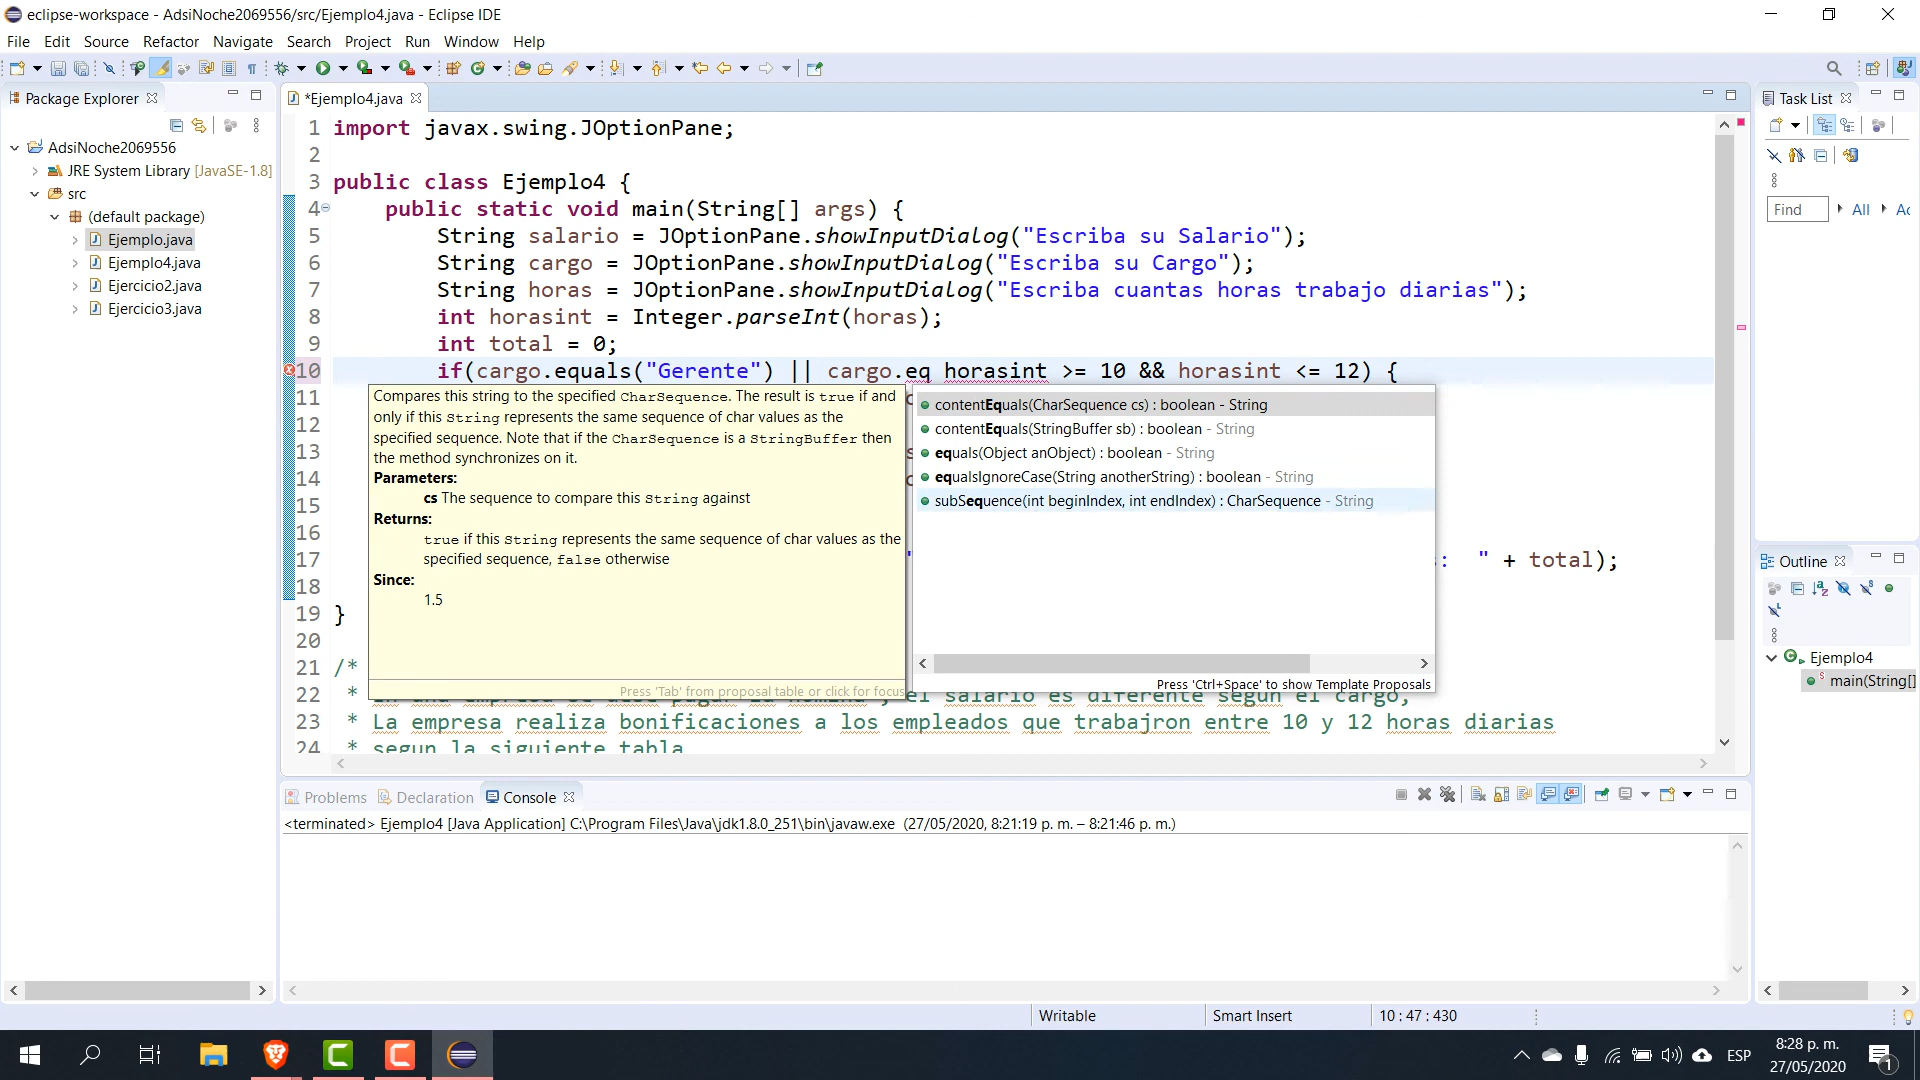 eclipse-workspace - AdsiNoche2069556/src/Ejemplo4.java - Eclipse IDE
File Edit Source Refactor Navigate Search Project Run Window Help
Package Explorer
*Ejemplo4.java
Task List
AdsiNoche2069556
JRE System Library [JavaSE-1.8]
src
(default package)
Ejemplo.java
Ejemplo4.java
Ejercicio2.java
Ejercicio3.java
1 import javax.swing.JOptionPane;
2
3 public class Ejemplo4 {
4 public static void main(String[] args) {
5 String salario = JOptionPane.showInputDialog("Escriba su Salario");
6 String cargo = JOptionPane.showInputDialog("Escriba su Cargo");
7 String horas = JOptionPane.showInputDialog("Escriba cuantas horas trabajo diarias");
8 int horasint = Integer.parseInt(horas);
9 int total = 0;
10 if(cargo.equals("Gerente") || cargo.eq horasint >= 10 && horasint <= 12) {
11
12
13
14
15
16
17 : " + total);
18
19 }
20
21 /*
22 * el salario es diferente segun el cargo,
23 * La empresa realiza bonificaciones a los empleados que trabajron entre 10 y 12 horas diarias
24 * segun la siguiente tabla
Compares this string to the specified CharSequence. The result is true if and
only if this String represents the same sequence of char values as the
specified sequence. Note that if the CharSequence is a StringBuffer then
the method synchronizes on it.
Parameters:
cs The sequence to compare this String against
Returns:
true if this String represents the same sequence of char values as the
specified sequence, false otherwise
Since:
1.5
Press 'Tab' from proposal table or click for focus
contentEquals(CharSequence cs) : boolean - String
contentEquals(StringBuffer sb) : boolean - String
equals(Object anObject) : boolean - String
equalsIgnoreCase(String anotherString) : boolean - String
subSequence(int beginIndex, int endIndex) : CharSequence - String
Press 'Ctrl+Space' to show Template Proposals
Find All Ac
Outline
Ejemplo4
main(String[]
Problems Declaration Console
<terminated> Ejemplo4 [Java Application] C:\Program Files\Java\jdk1.8.0_251\bin\javaw.exe (27/05/2020, 8:21:19 p. m. – 8:21:46 p. m.)
Writable Smart Insert 10 : 47 : 430
ESP
8:28 p. m.
27/05/2020
1